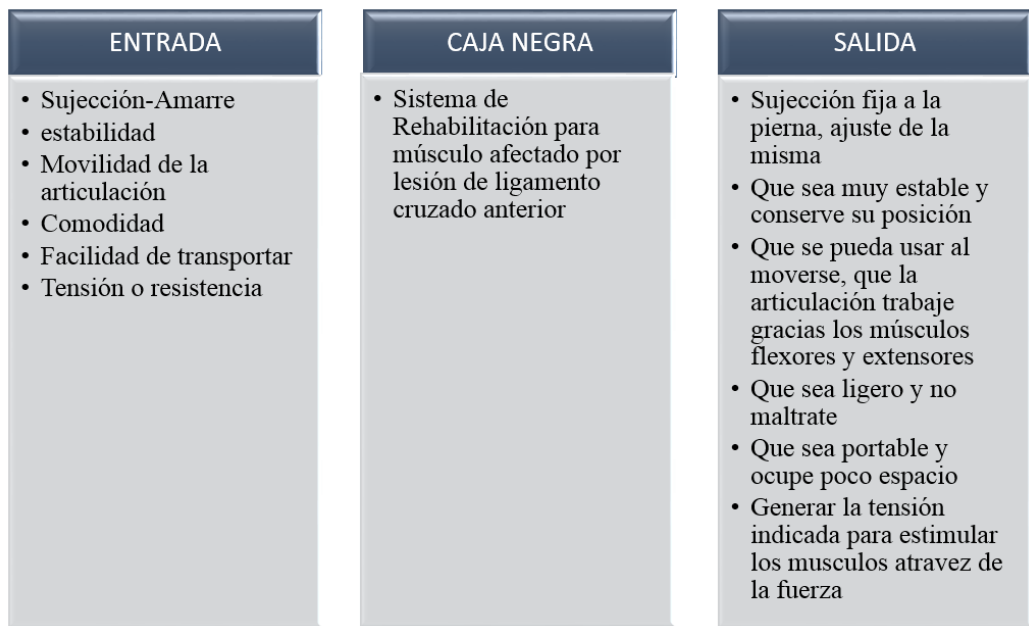 ENTRADA
• Sujección-Amarre
• estabilidad
• Movilidad de la
articulación
• Comodidad
• Facilidad de transportar
• Tensión o resistencia
CAJA NEGRA
• Sistema de
Rehabilitación para
músculo afectado por
lesión de ligamento
cruzado anterior
SALIDA
• Sujección fija a la
pierna, ajuste de la
misma
• Que sea muy estable y
conserve su posición
• Que se pueda usar al
moverse, que la
articulación trabaje
gracias los músculos
flexores y extensores
• Que sea ligero y no
maltrate
• Que sea portable y
ocupe poco espacio
• Generar la tensión
indicada para estimular
los musculos atravez de
la fuerza